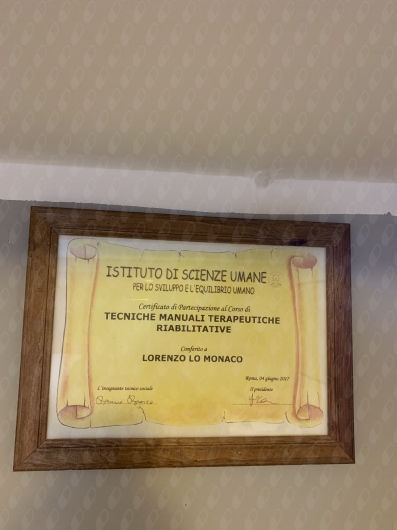 ISTITUTO DI SCIENZE UMANE
PER LO SVILUPPO E L'EQUILIBRIO UMANO
Certificato di Partecipazione al Corso di
TECNICHE MANUALI TERAPEUTICHE
RIABILITATIVE
Conferito a
LORENZO LO MONACO
Roma, 04 giugno 2017
L'insegnante tecnico sociale
Il presidente